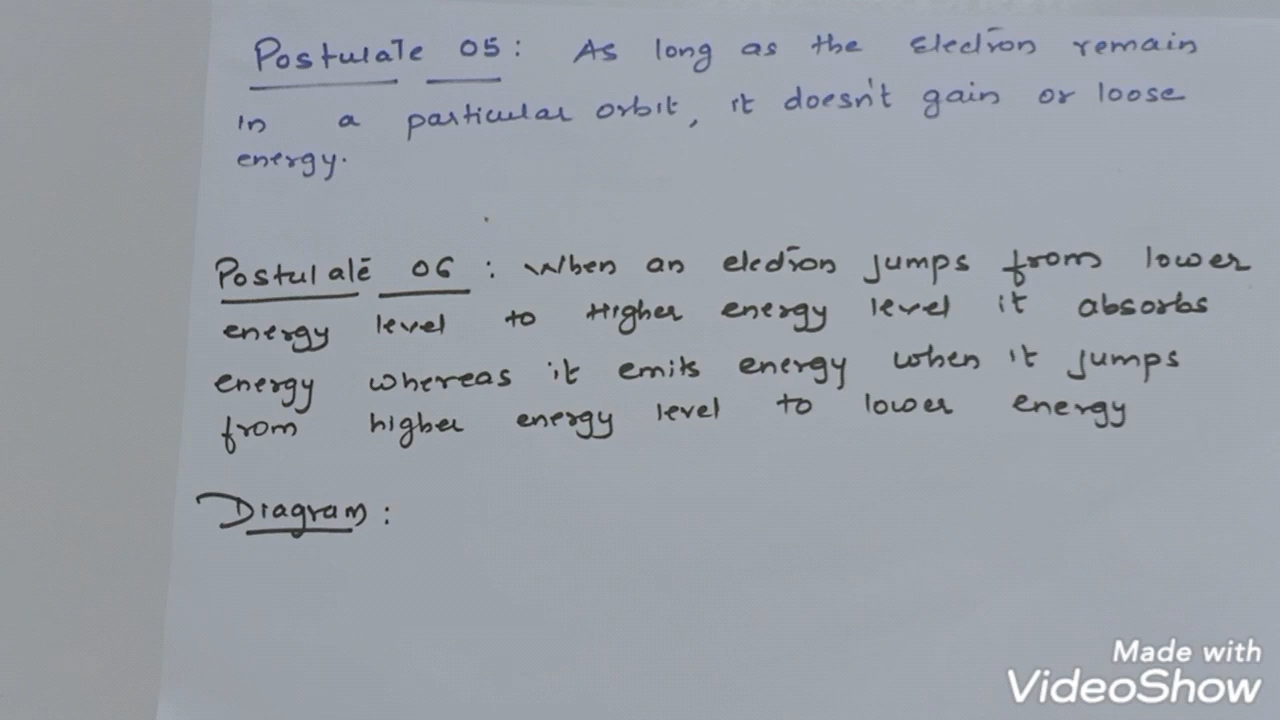 Postulate 05: As long as the Electron remain
in a particular orbit, it doesn't gain or loose
energy.
Postulate 06: When an electron jumps from lower
energy level to Higher energy level it absorbs
energy whereas it emits energy when it jumps
from higher energy level to lower energy
Diagram:
Made with
VideoShow